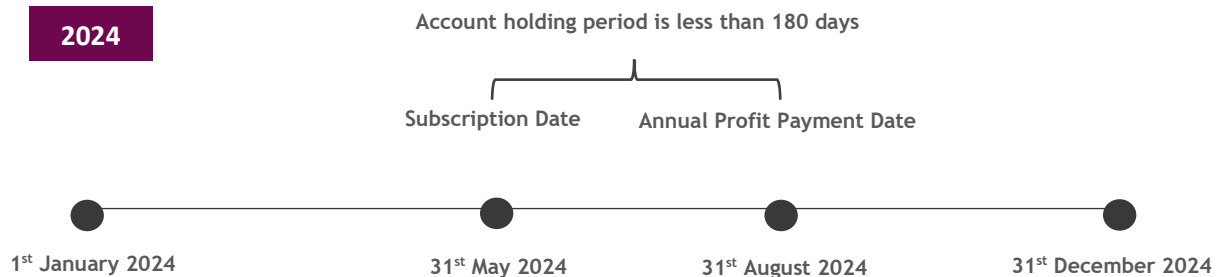 2024
Account holding period is less than 180 days
Subscription Date
Annual Profit Payment Date
1st January 2024
31st May 2024
31st August 2024
31st December 2024